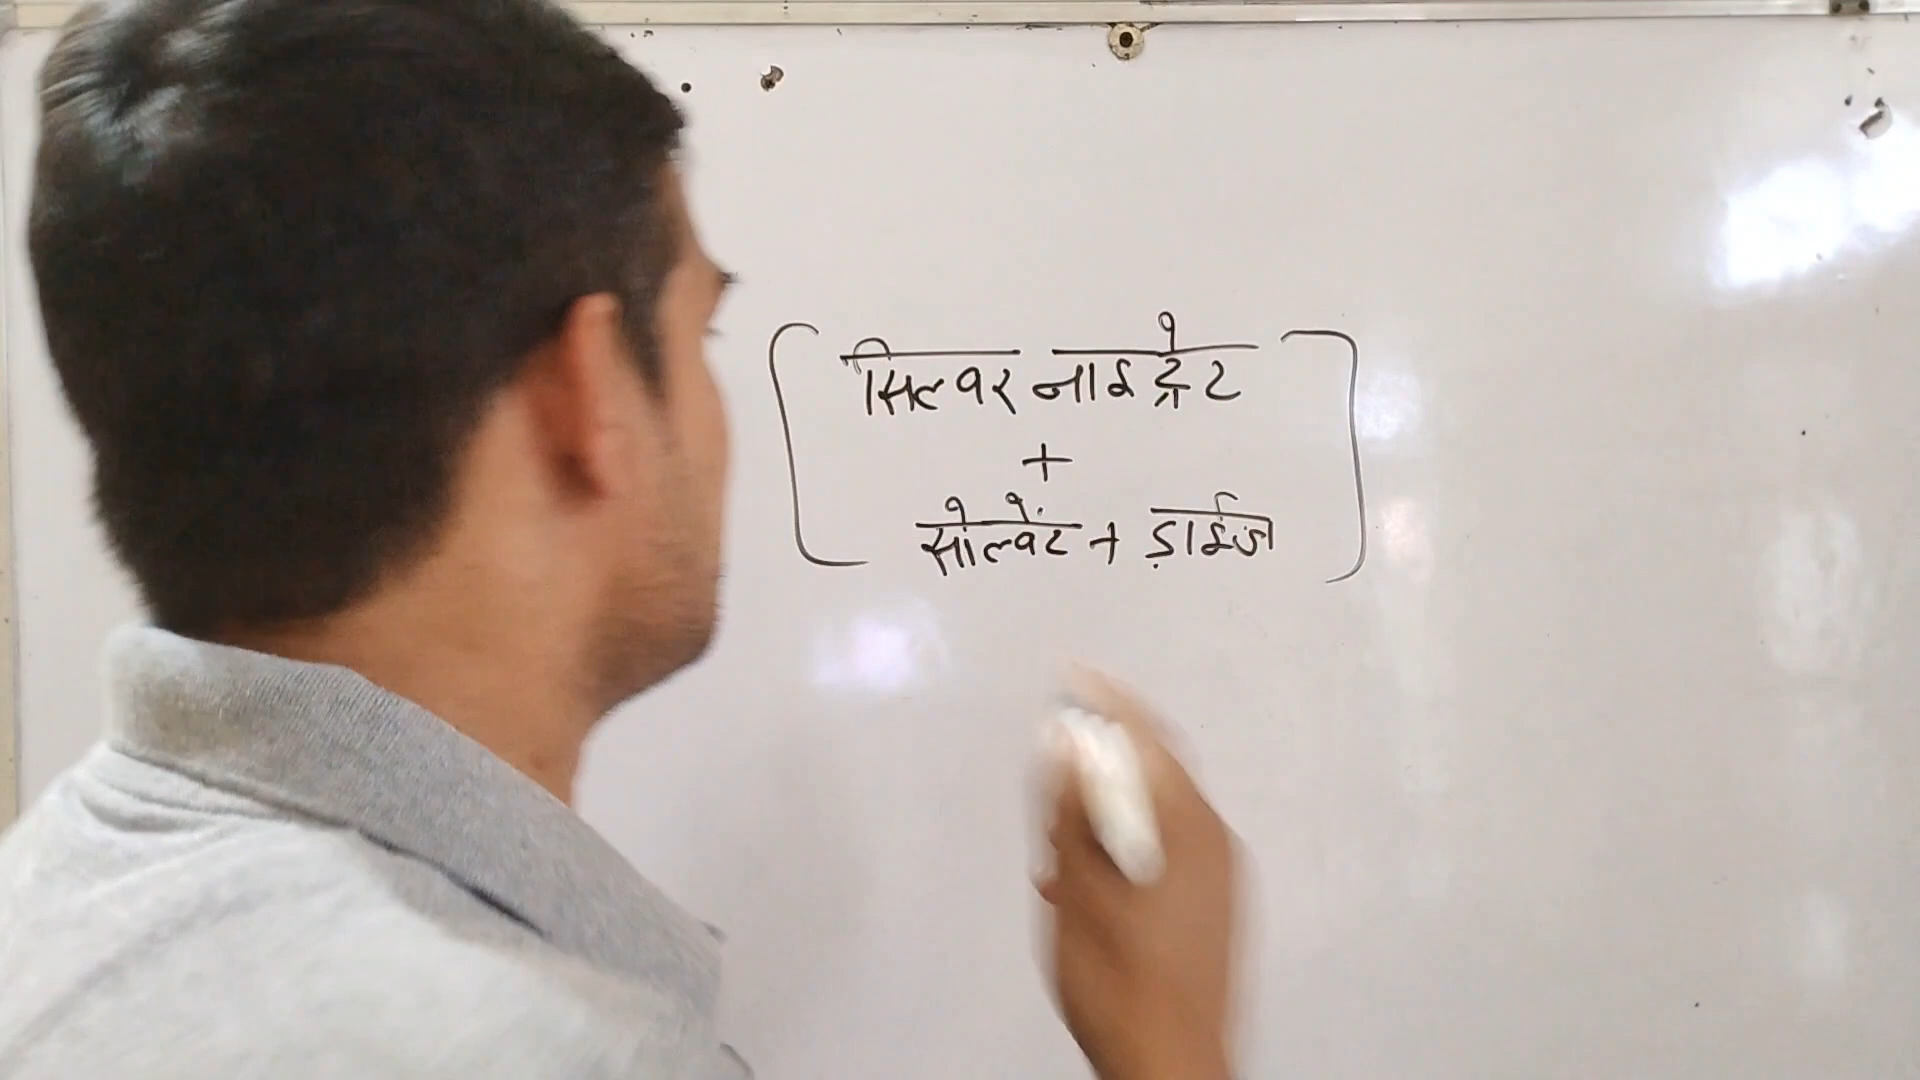 सिल्वर नाइट्रेट
+
सॉल्वेंट + डाईज